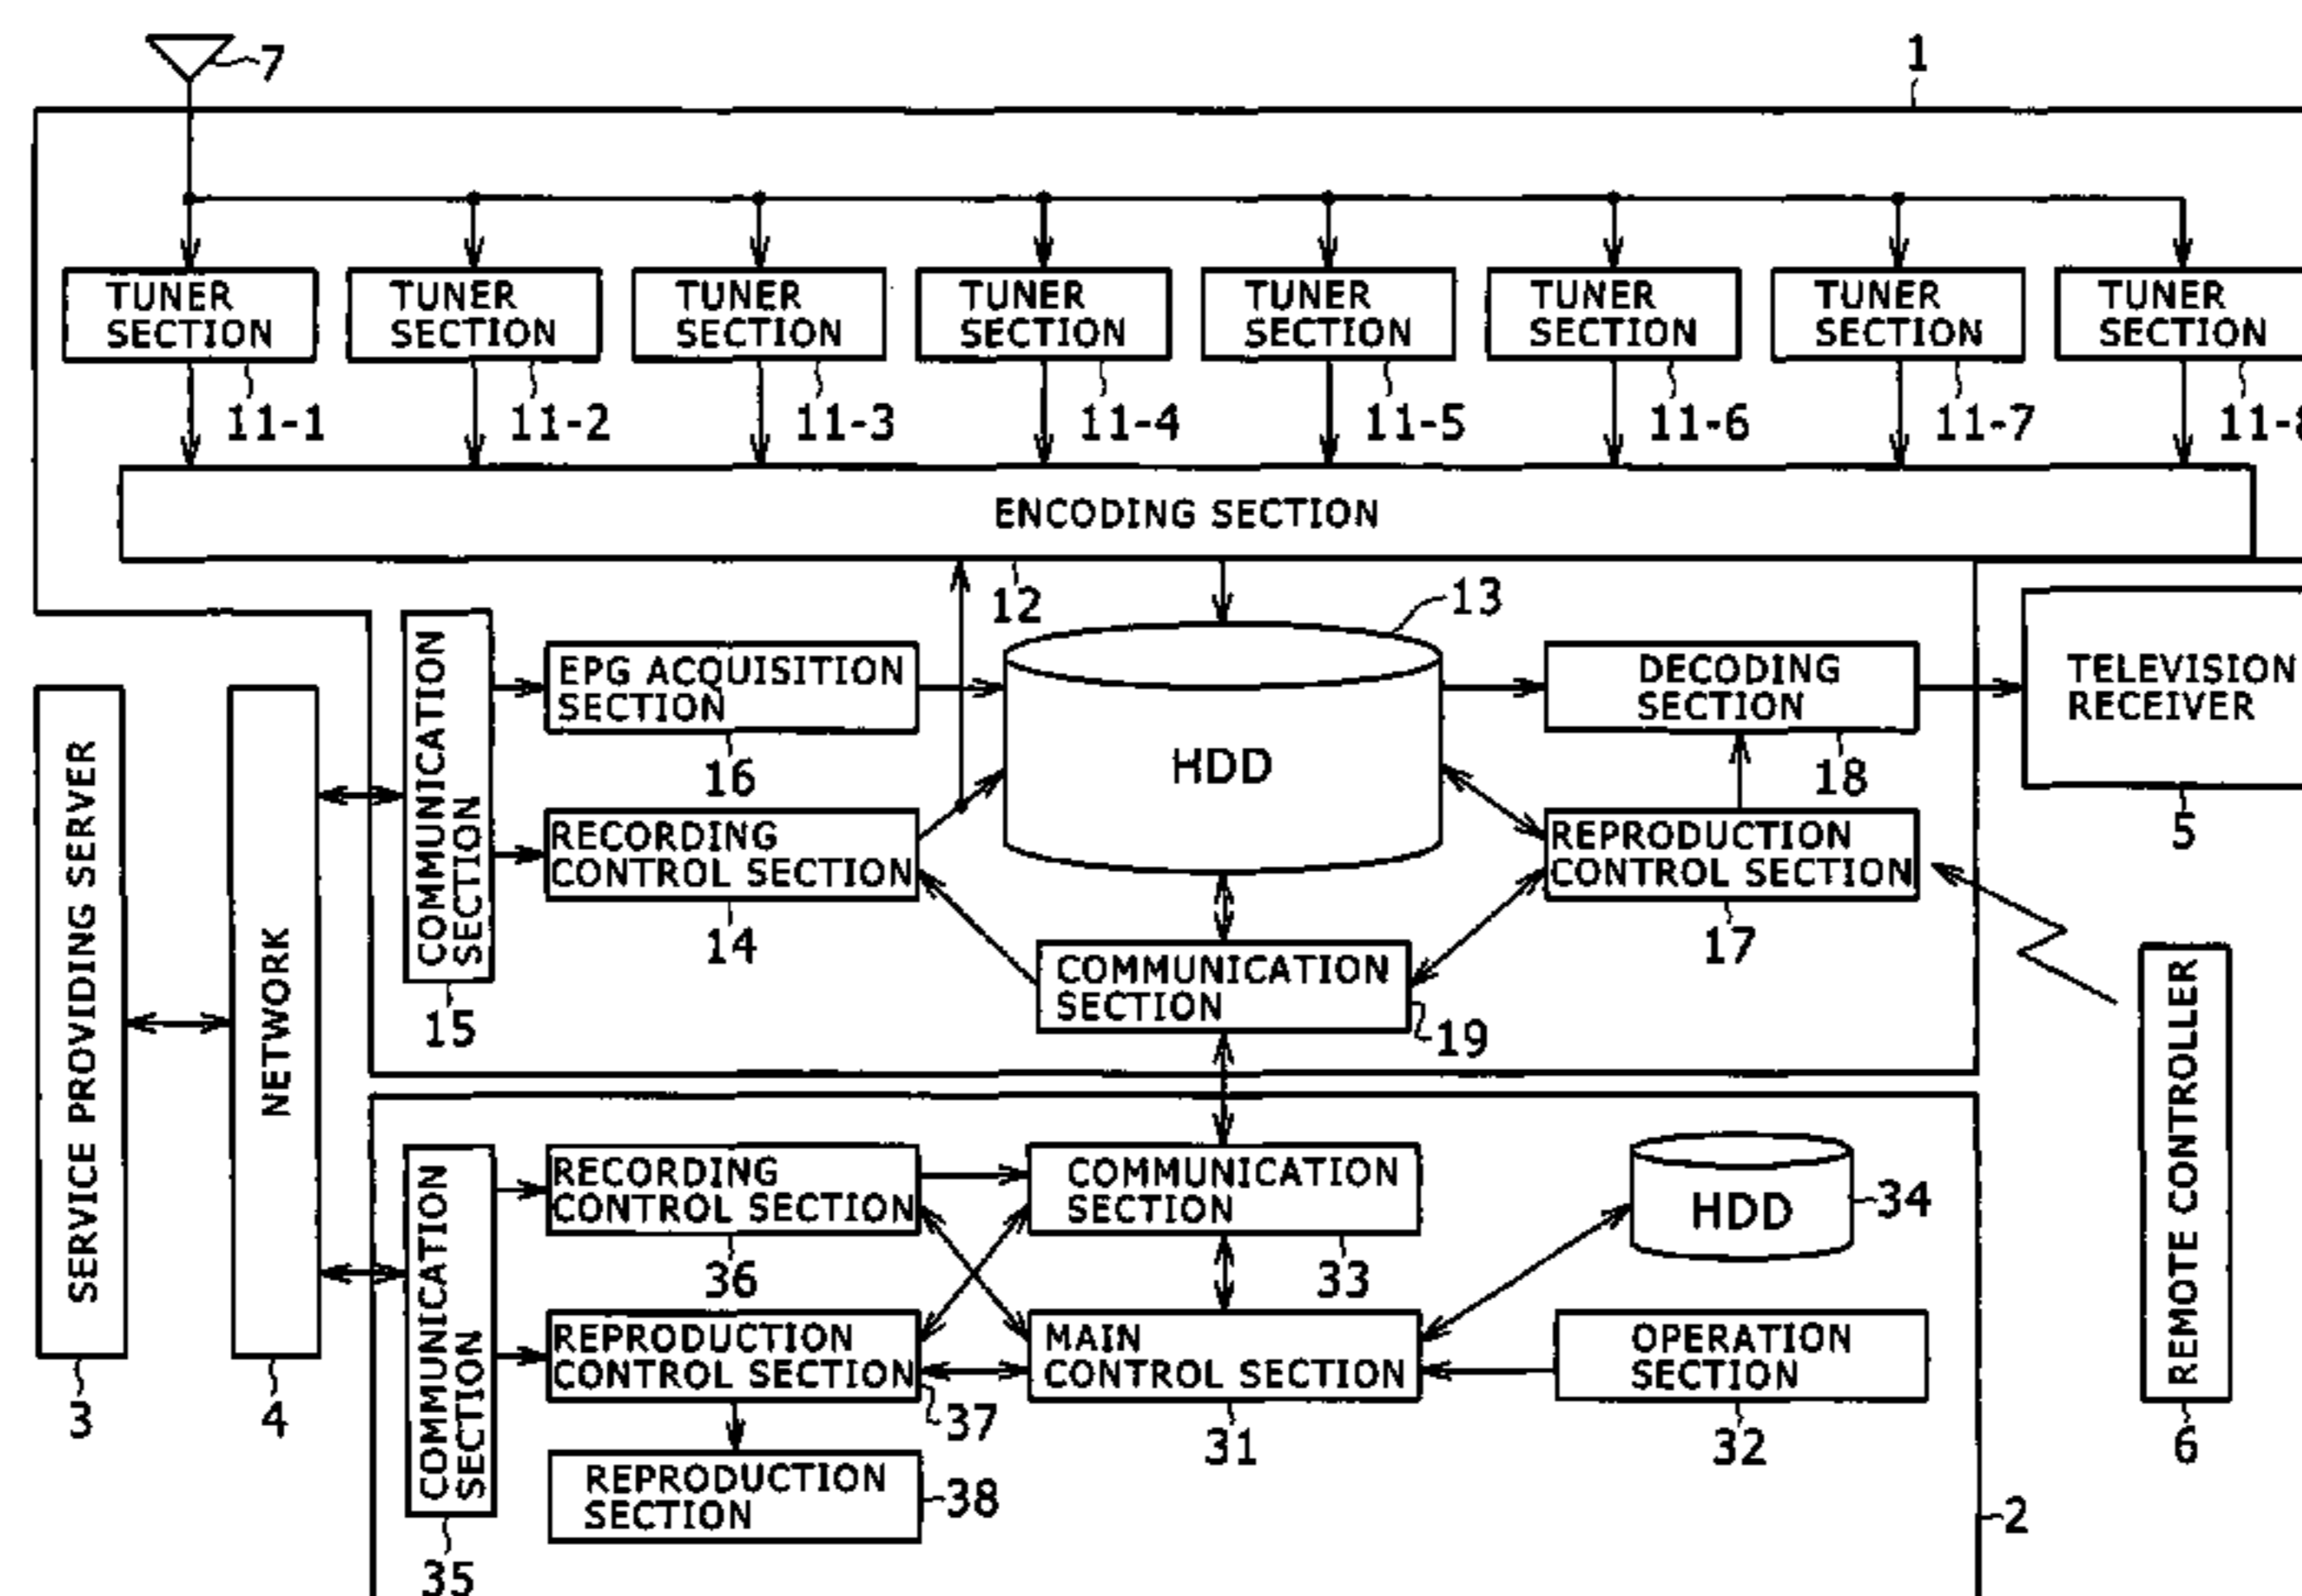 7
1
TUNER
SECTION
11-1
TUNER
SECTION
11-2
TUNER
SECTION
11-3
TUNER
SECTION
11-4
TUNER
SECTION
11-5
TUNER
SECTION
11-6
TUNER
SECTION
11-7
TUNER
SECTION
11-8
ENCODING SECTION
12
13
HDD
COMMUNICATION
SECTION
15
EPG ACQUISITION
SECTION
16
RECORDING
CONTROL SECTION
14
DECODING
SECTION
18
REPRODUCTION
CONTROL SECTION
17
TELEVISION
RECEIVER
5
COMMUNICATION
SECTION
19
SERVICE PROVIDING SERVER
3
NETWORK
4
REMOTE CONTROLLER
6
COMMUNICATION
SECTION
35
RECORDING
CONTROL SECTION
36
COMMUNICATION
SECTION
33
HDD
34
REPRODUCTION
CONTROL SECTION
37
MAIN
CONTROL SECTION
31
OPERATION
SECTION
32
REPRODUCTION
SECTION
38
2